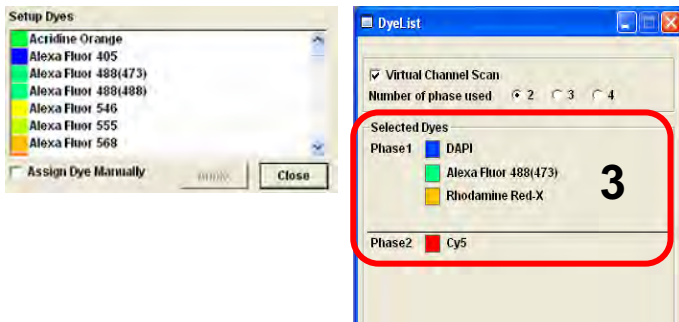 Setup Dyes
Acridine Orange
Alexa Fluor 405
Alexa Fluor 488(473)
Alexa Fluor 488(488)
Alexa Fluor 546
Alexa Fluor 555
Alexa Fluor 568
Assign Dye Manually
Close
DyeList
Virtual Channel Scan
Number of phase used 2 3 4
Selected Dyes
Phase1 DAPI
Alexa Fluor 488(473)
Rhodamine Red-X
3
Phase2 Cy5